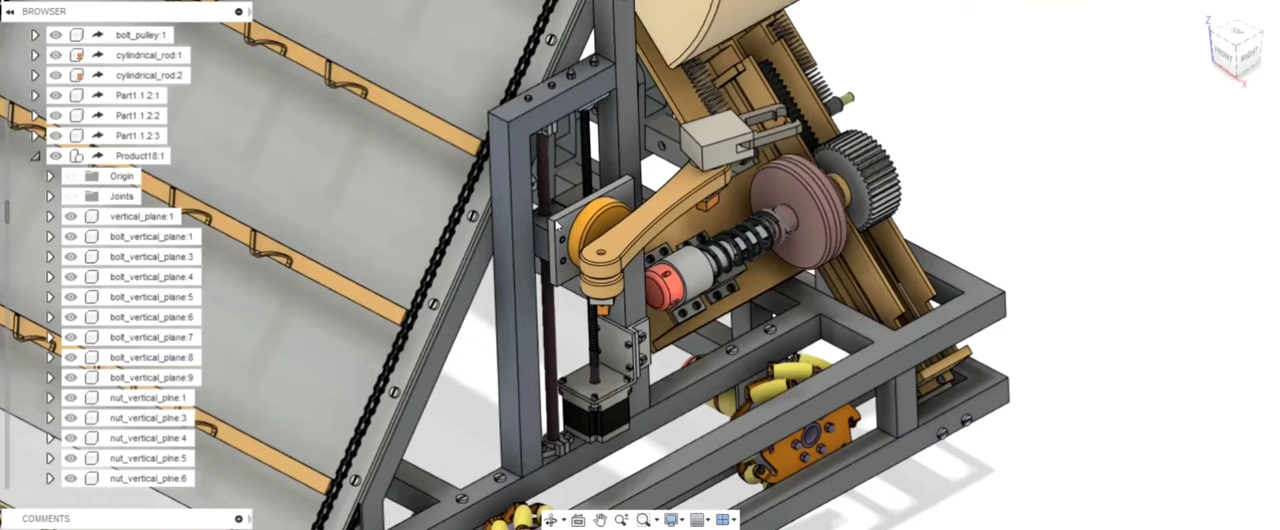 BROWSER
bolt_pulley:1
cylindrical_rod:1
cylindrical_rod:2
Part1.1.2:1
Part1.1.2:2
Part1.1.2:3
Product18:1
Origin
Joints
vertical_plane:1
bolt_vertical_plane:1
bolt_vertical_plane:3
bolt_vertical_plane:4
bolt_vertical_plane:5
bolt_vertical_plane:6
bolt_vertical_plane:7
bolt_vertical_plane:8
bolt_vertical_plane:9
nut_vertical_plne:1
nut_vertical_plne:3
nut_vertical_plne:4
nut_vertical_plne:5
nut_vertical_plne:6
COMMENTS
Z
FRONT RIGHT
X